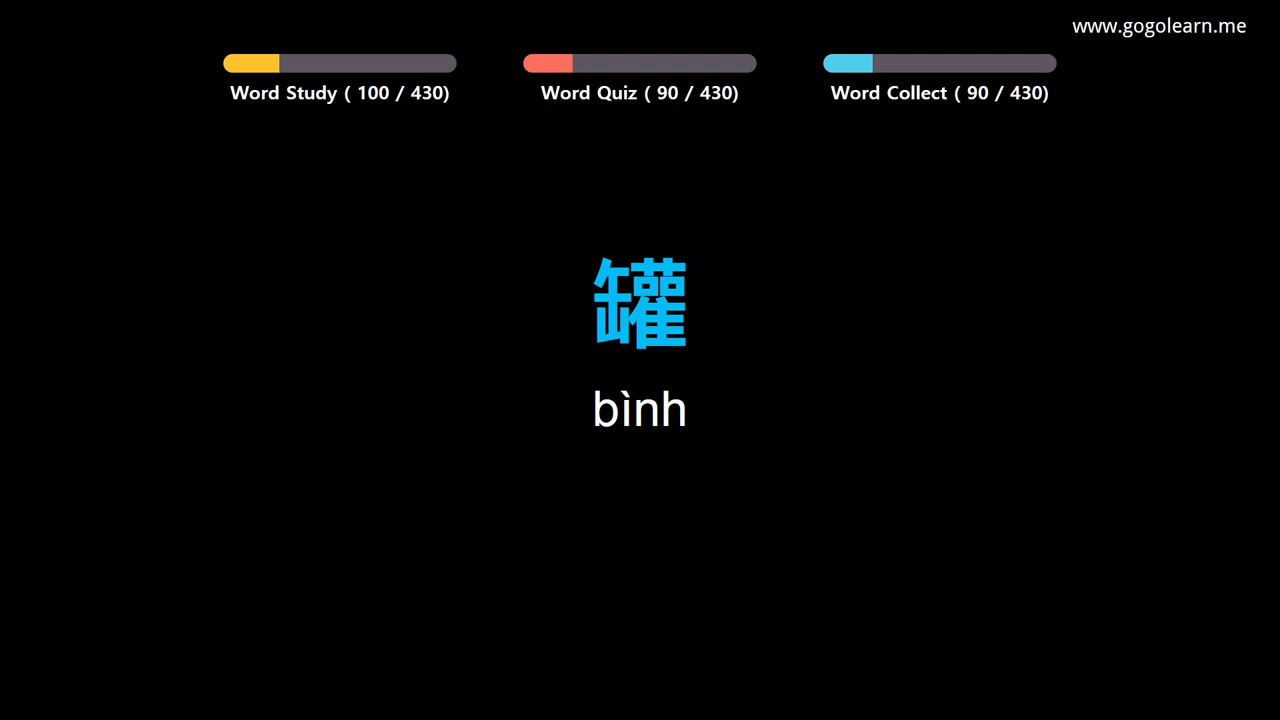 www.gogolearn.me
Word Study ( 100 / 430)
Word Quiz ( 90 / 430)
Word Collect ( 90 / 430)
罐
bình